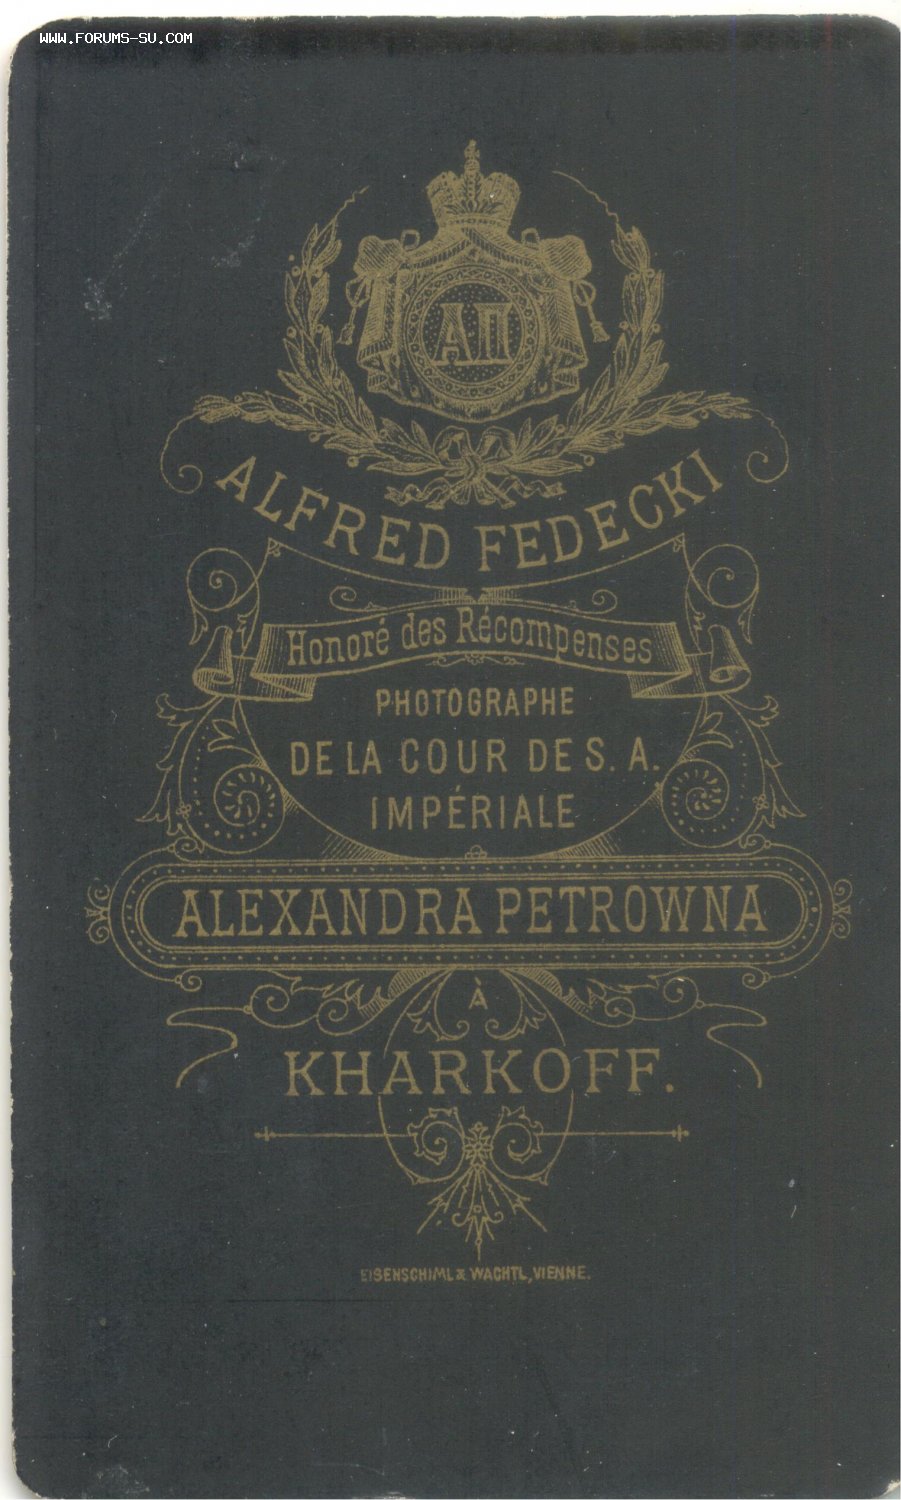 WWW.FORUMS-SU.COM
АП
ALFRED FEDECKI
Honoré des Récompenses
PHOTOGRAPHE
DE LA COUR DE S. A.
IMPÉRIALE
ALEXANDRA PETROWNA
À
KHARKOFF.
EISENSCHIML & WACHTL, VIENNE.